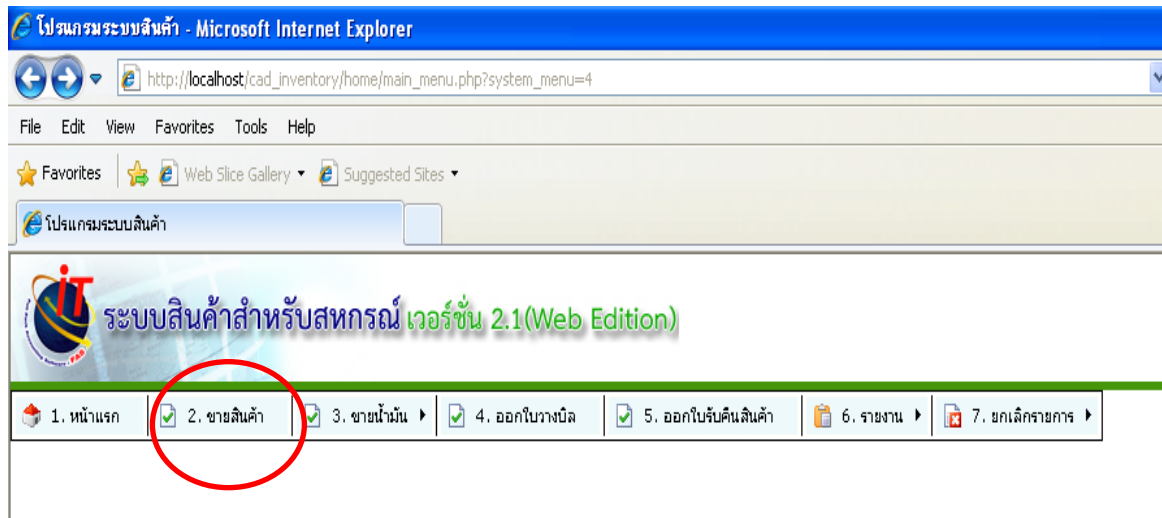 โปรแกรมระบบสินค้า - Microsoft Internet Explorer
http://localhost/cad_inventory/home/main_menu.php?system_menu=4
File Edit View Favorites Tools Help
Favorites Web Slice Gallery Suggested Sites
โปรแกรมระบบสินค้า
iT ระบบสินค้าสำหรับสหกรณ์ เวอร์ชั่น 2.1(Web Edition)
1. หน้าแรก 2. ขายสินค้า 3. ขายน้ำมัน 4. ออกใบวางบิล 5. ออกใบรับคืนสินค้า 6. รายงาน 7. ยกเลิกรายการ